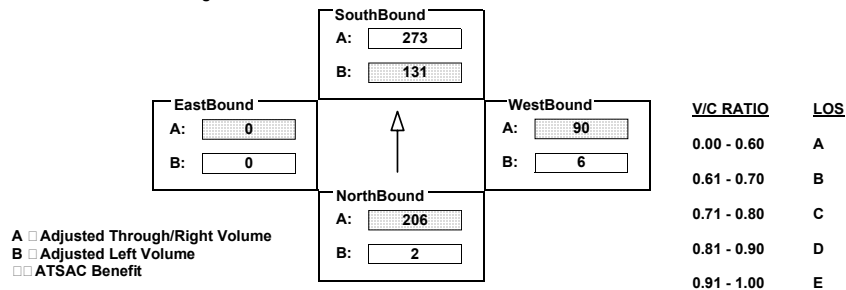 SouthBound
A: 273
B: 131
EastBound
A: 0
B: 0
WestBound
A: 90
B: 6
NorthBound
A: 206
B: 2
A □ Adjusted Through/Right Volume
B □ Adjusted Left Volume
□□ ATSAC Benefit
V/C RATIO LOS
0.00 - 0.60 A
0.61 - 0.70 B
0.71 - 0.80 C
0.81 - 0.90 D
0.91 - 1.00 E